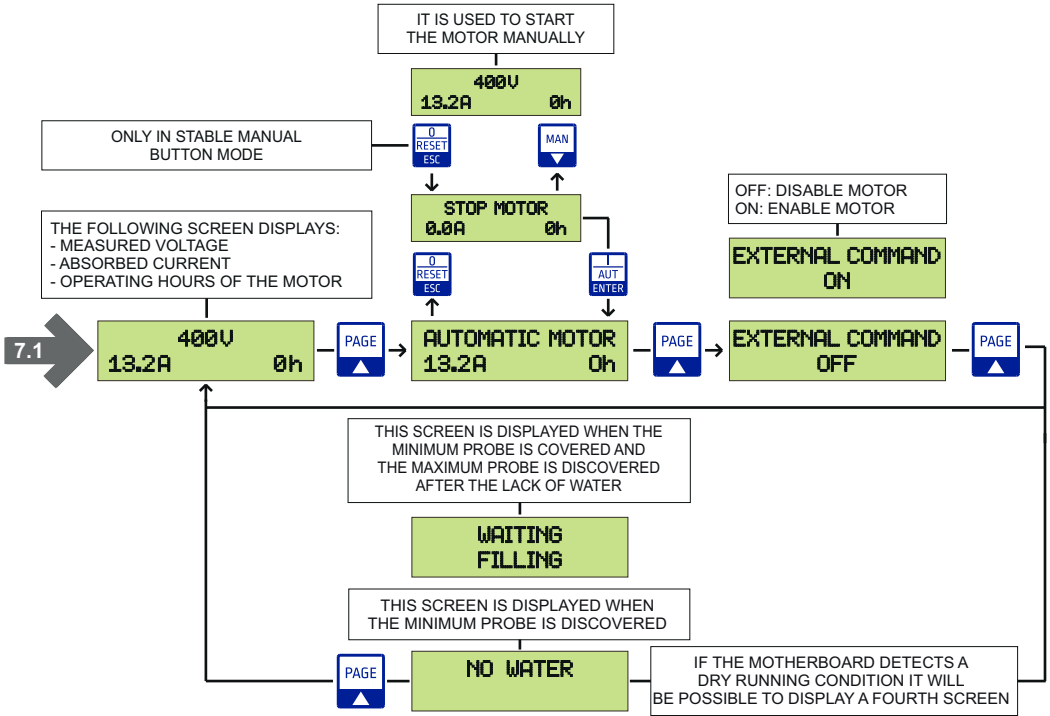 IT IS USED TO START
THE MOTOR MANUALLY
400V
13.2A 0h
ONLY IN STABLE MANUAL
BUTTON MODE
0
RESET
ESC
MAN
STOP MOTOR
0.0A 0h
OFF: DISABLE MOTOR
ON: ENABLE MOTOR
THE FOLLOWING SCREEN DISPLAYS:
- MEASURED VOLTAGE
- ABSORBED CURRENT
- OPERATING HOURS OF THE MOTOR
0
RESET
ESC
I
AUT
ENTER
EXTERNAL COMMAND
ON
7.1
400V
13.2A 0h
PAGE
AUTOMATIC MOTOR
13.2A 0h
PAGE
EXTERNAL COMMAND
OFF
PAGE
THIS SCREEN IS DISPLAYED WHEN THE
MINIMUM PROBE IS COVERED AND
THE MAXIMUM PROBE IS DISCOVERED
AFTER THE LACK OF WATER
WAITING
FILLING
THIS SCREEN IS DISPLAYED WHEN
THE MINIMUM PROBE IS DISCOVERED
PAGE
NO WATER
IF THE MOTHERBOARD DETECTS A
DRY RUNNING CONDITION IT WILL
BE POSSIBLE TO DISPLAY A FOURTH SCREEN